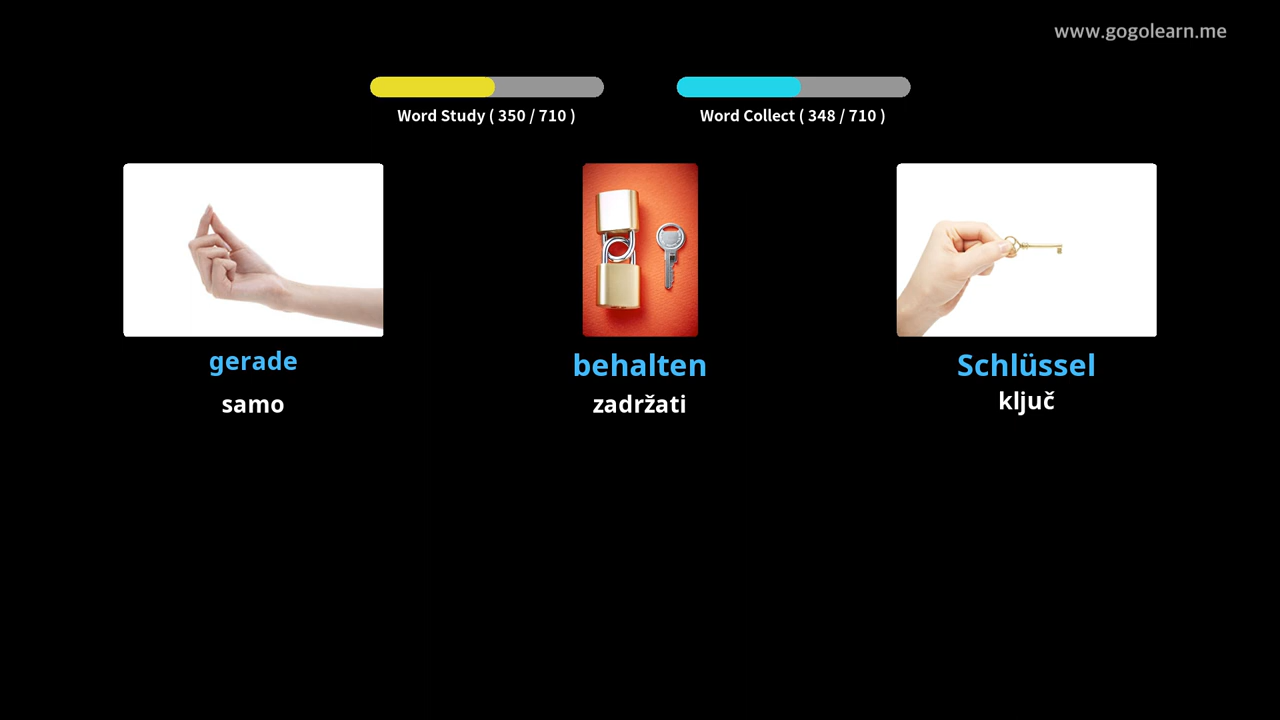 www.gogolearn.me
Word Study ( 350 / 710 )
Word Collect ( 348 / 710 )
gerade
behalten
Schlüssel
samo
zadržati
ključ